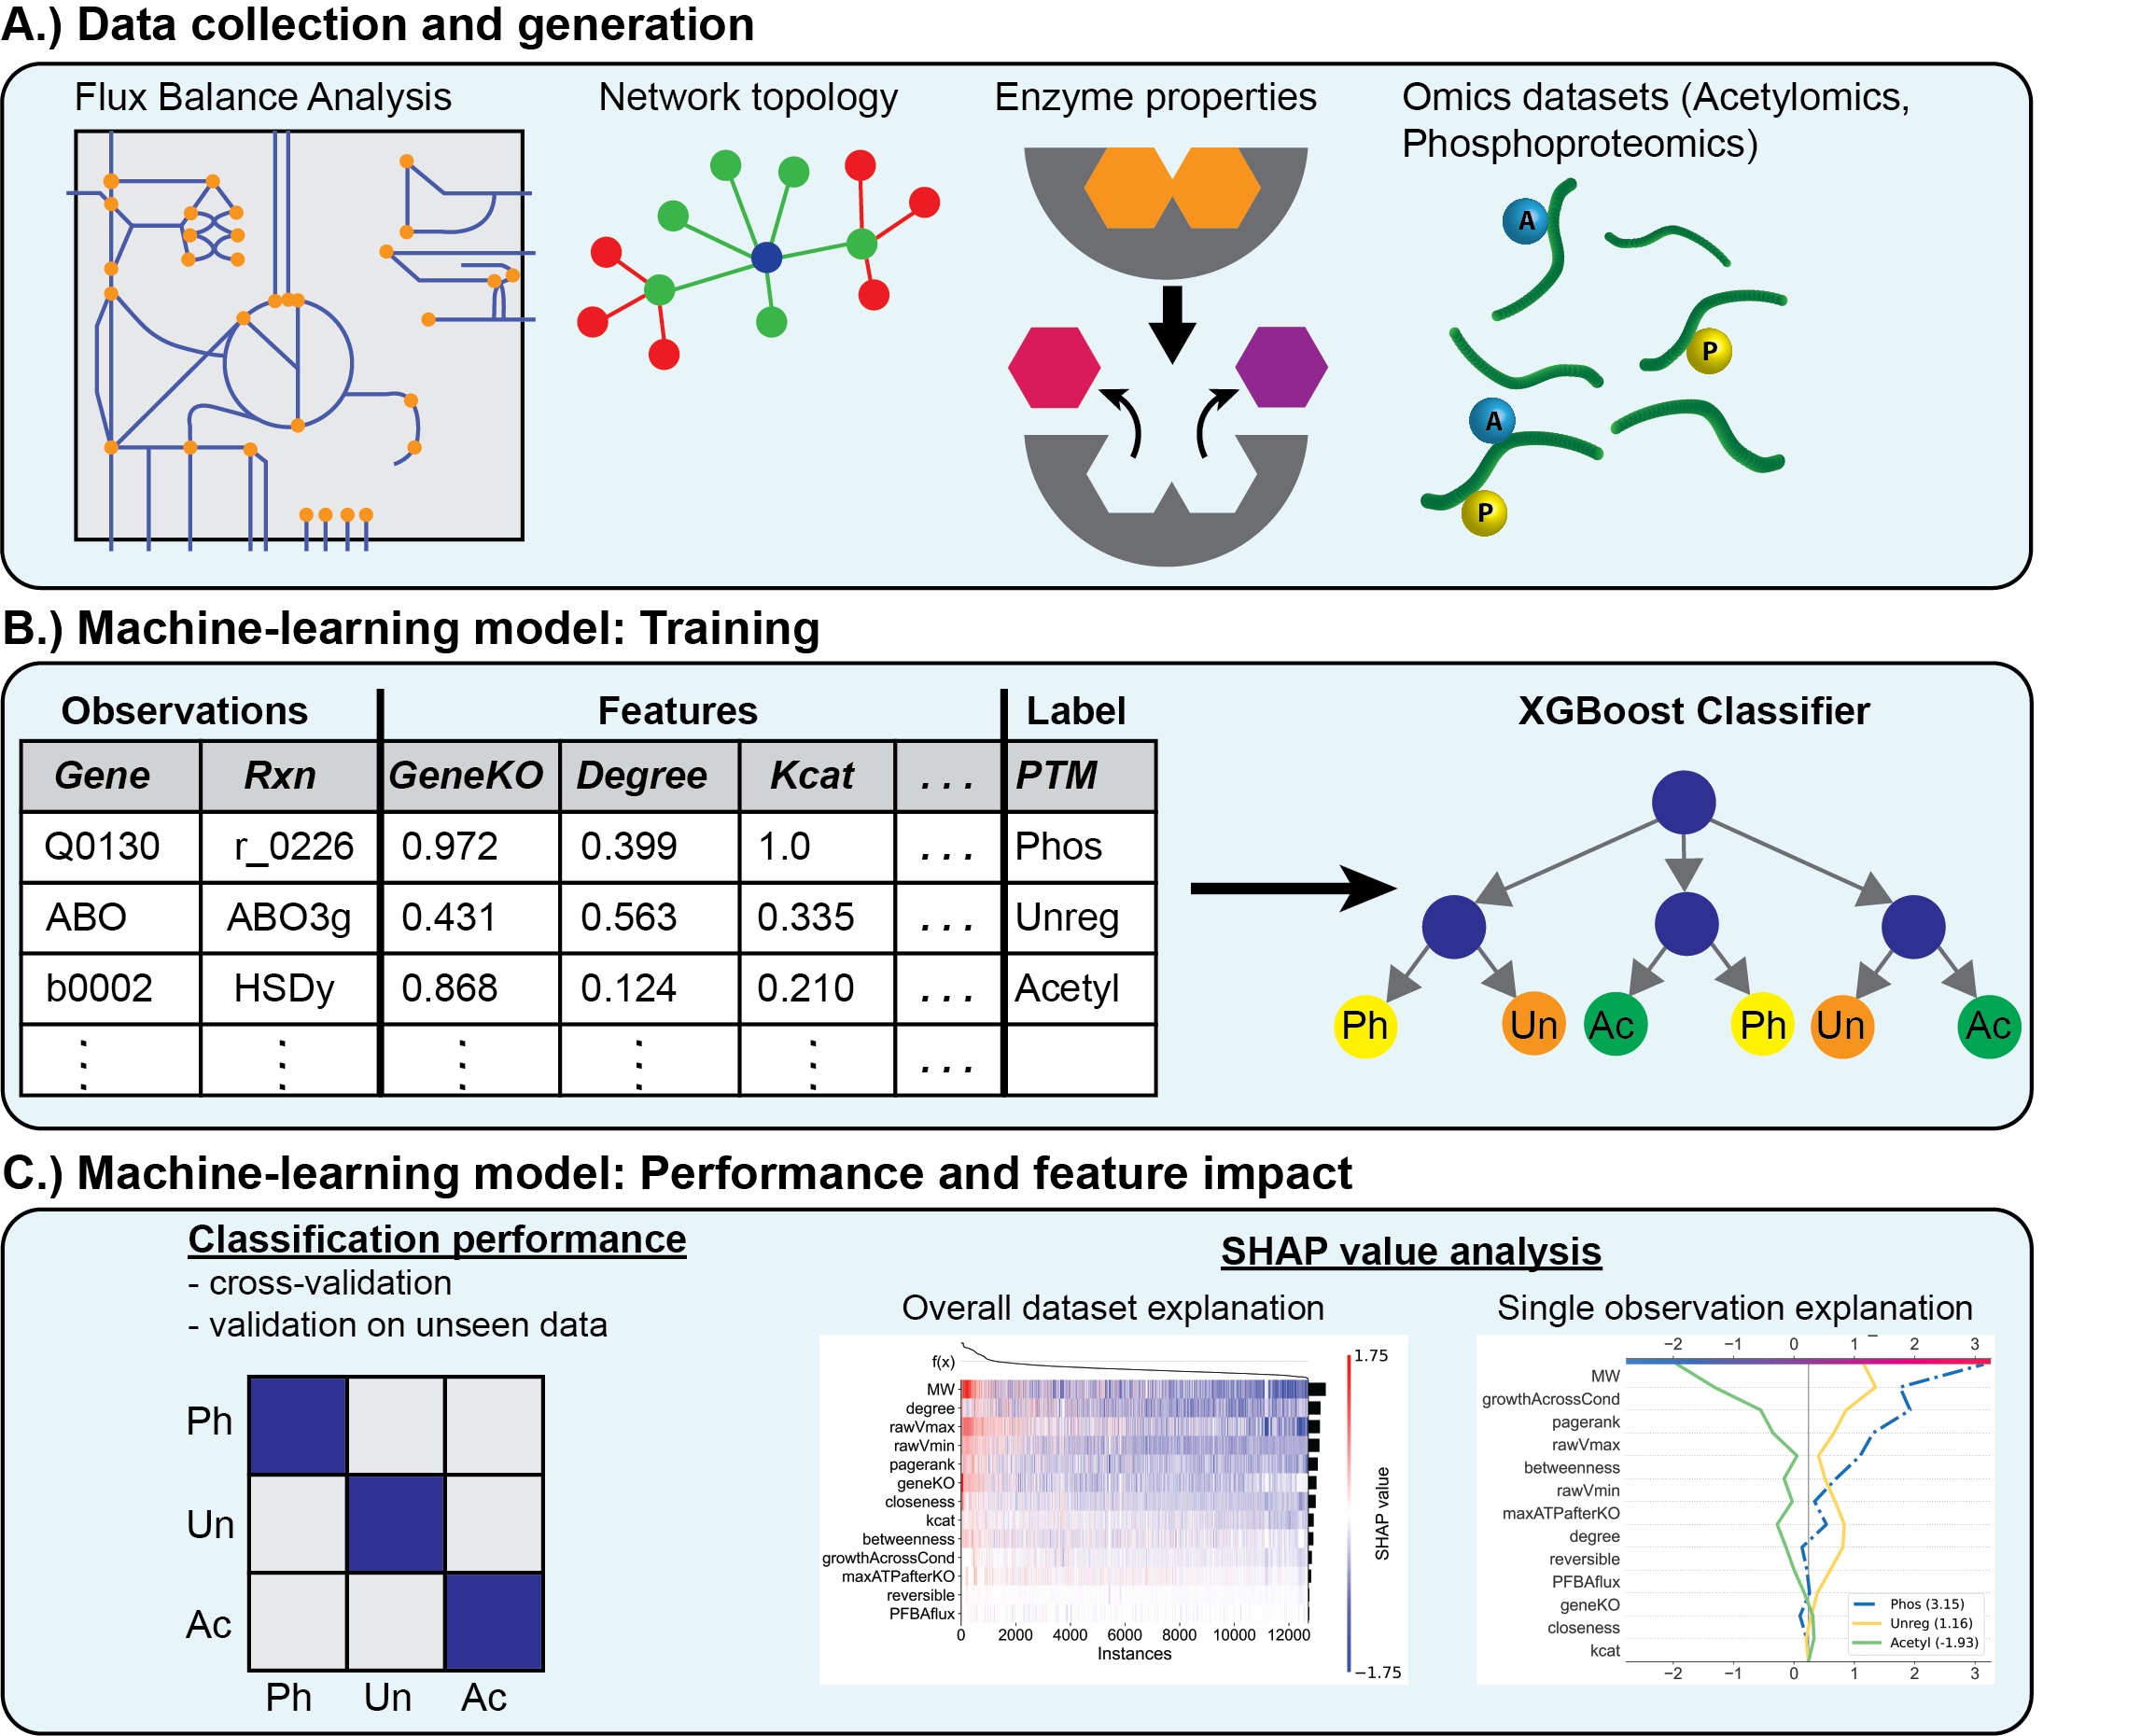 A.) Data collection and generation
Flux Balance Analysis
Network topology
Enzyme properties
Omics datasets (Acetylomics,
Phosphoproteomics)
A
P
A
P
B.) Machine-learning model: Training
Observations Features Label
Gene Rxn GeneKO Degree Kcat . . . PTM
Q0130 r_0226 0.972 0.399 1.0 . . . Phos
ABO ABO3g 0.431 0.563 0.335 . . . Unreg
b0002 HSDy 0.868 0.124 0.210 . . . Acetyl
⋮ ⋮ ⋮ ⋮ ⋮ . . .
XGBoost Classifier
Ph Un Ac Ph Un Ac
C.) Machine-learning model: Performance and feature impact
Classification performance
- cross-validation
- validation on unseen data
Ph
Un
Ac
Ph Un Ac
SHAP value analysis
Overall dataset explanation
f(x)
MW
degree
rawVmax
rawVmin
pagerank
geneKO
closeness
kcat
betweenness
growthAcrossCond
maxATPafterKO
reversible
PFBAflux
0 2000 4000 6000 8000 10000 12000
Instances
1.75
SHAP value
−1.75
Single observation explanation
−2 −1 0 1 2 3
MW
growthAcrossCond
pagerank
rawVmax
betweenness
rawVmin
maxATPafterKO
degree
reversible
PFBAflux
geneKO
closeness
kcat
Phos (3.15)
Unreg (1.16)
Acetyl (-1.93)
−2 −1 0 1 2 3